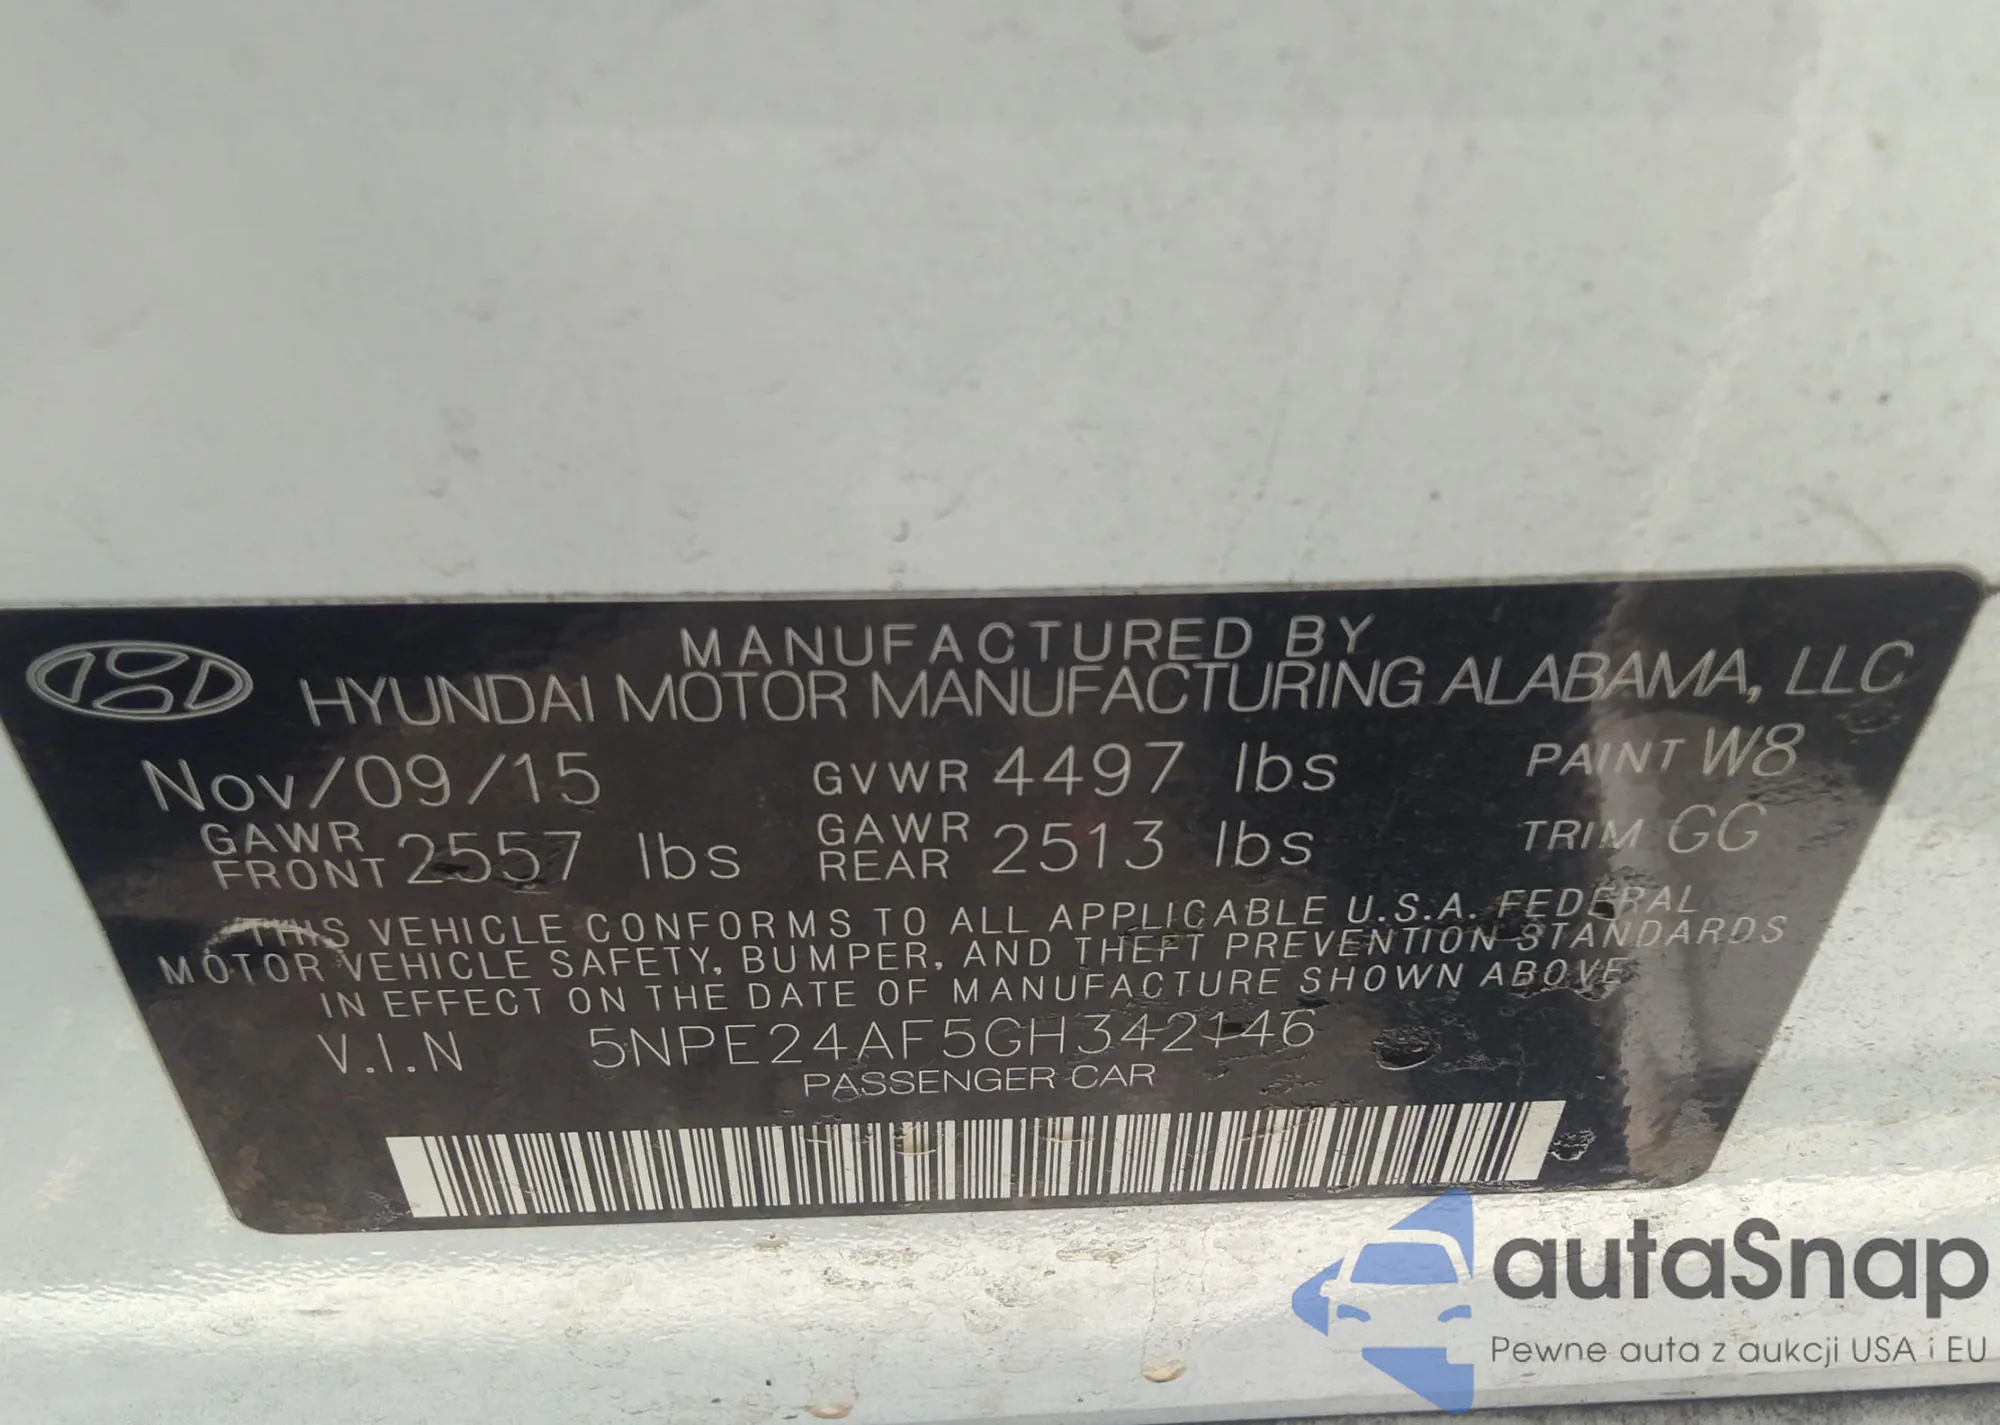 MANUFACTURED BY
HYUNDAI MOTOR MANUFACTURING ALABAMA, LLC
Nov/09/15 GVWR 4497 lbs PAINT W8
GAWR FRONT 2557 lbs GAWR REAR 2513 lbs TRIM GG
THIS VEHICLE CONFORMS TO ALL APPLICABLE U.S.A. FEDERAL
MOTOR VEHICLE SAFETY, BUMPER, AND THEFT PREVENTION STANDARDS
IN EFFECT ON THE DATE OF MANUFACTURE SHOWN ABOVE
V.I.N 5NPE24AF5GH342146
PASSENGER CAR
autaSnap
Pewne auta z aukcji USA i EU